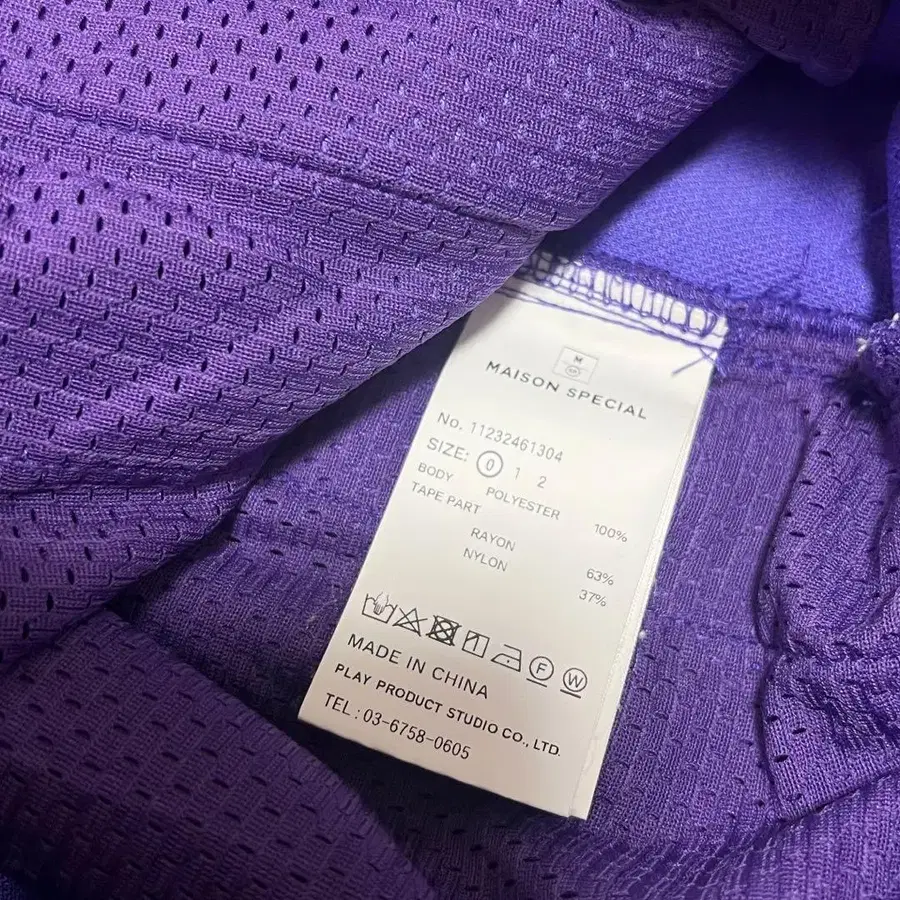 M
MAISON SPECIAL
No. 11232461304
SIZE: 0 1 2
BODY POLYESTER 100%
TAPE PART
RAYON 63%
NYLON 37%
F W
MADE IN CHINA
PLAY PRODUCT STUDIO CO., LTD.
TEL : 03-6758-0605